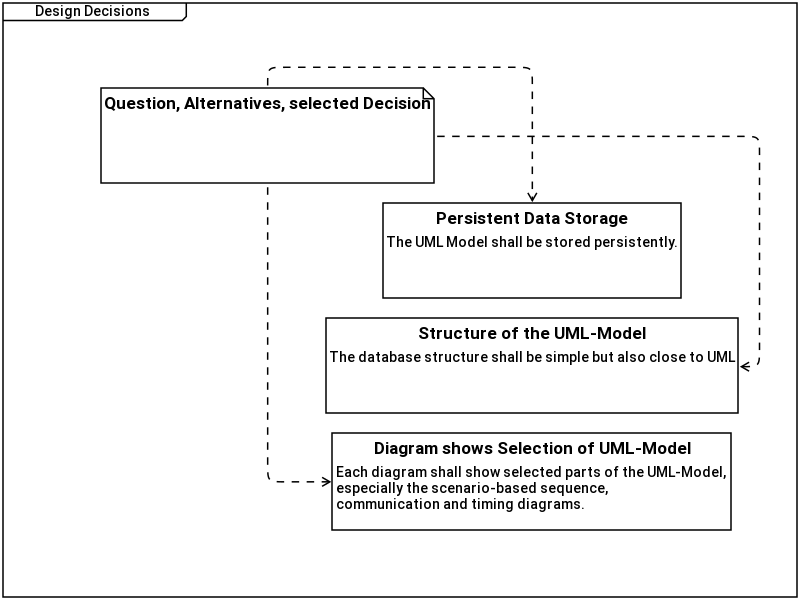 Design Decisions
Question, Alternatives, selected Decision
Persistent Data Storage
The UML Model shall be stored persistently.
Structure of the UML-Model
The database structure shall be simple but also close to UML
Diagram shows Selection of UML-Model
Each diagram shall show selected parts of the UML-Model,
especially the scenario-based sequence,
communication and timing diagrams.